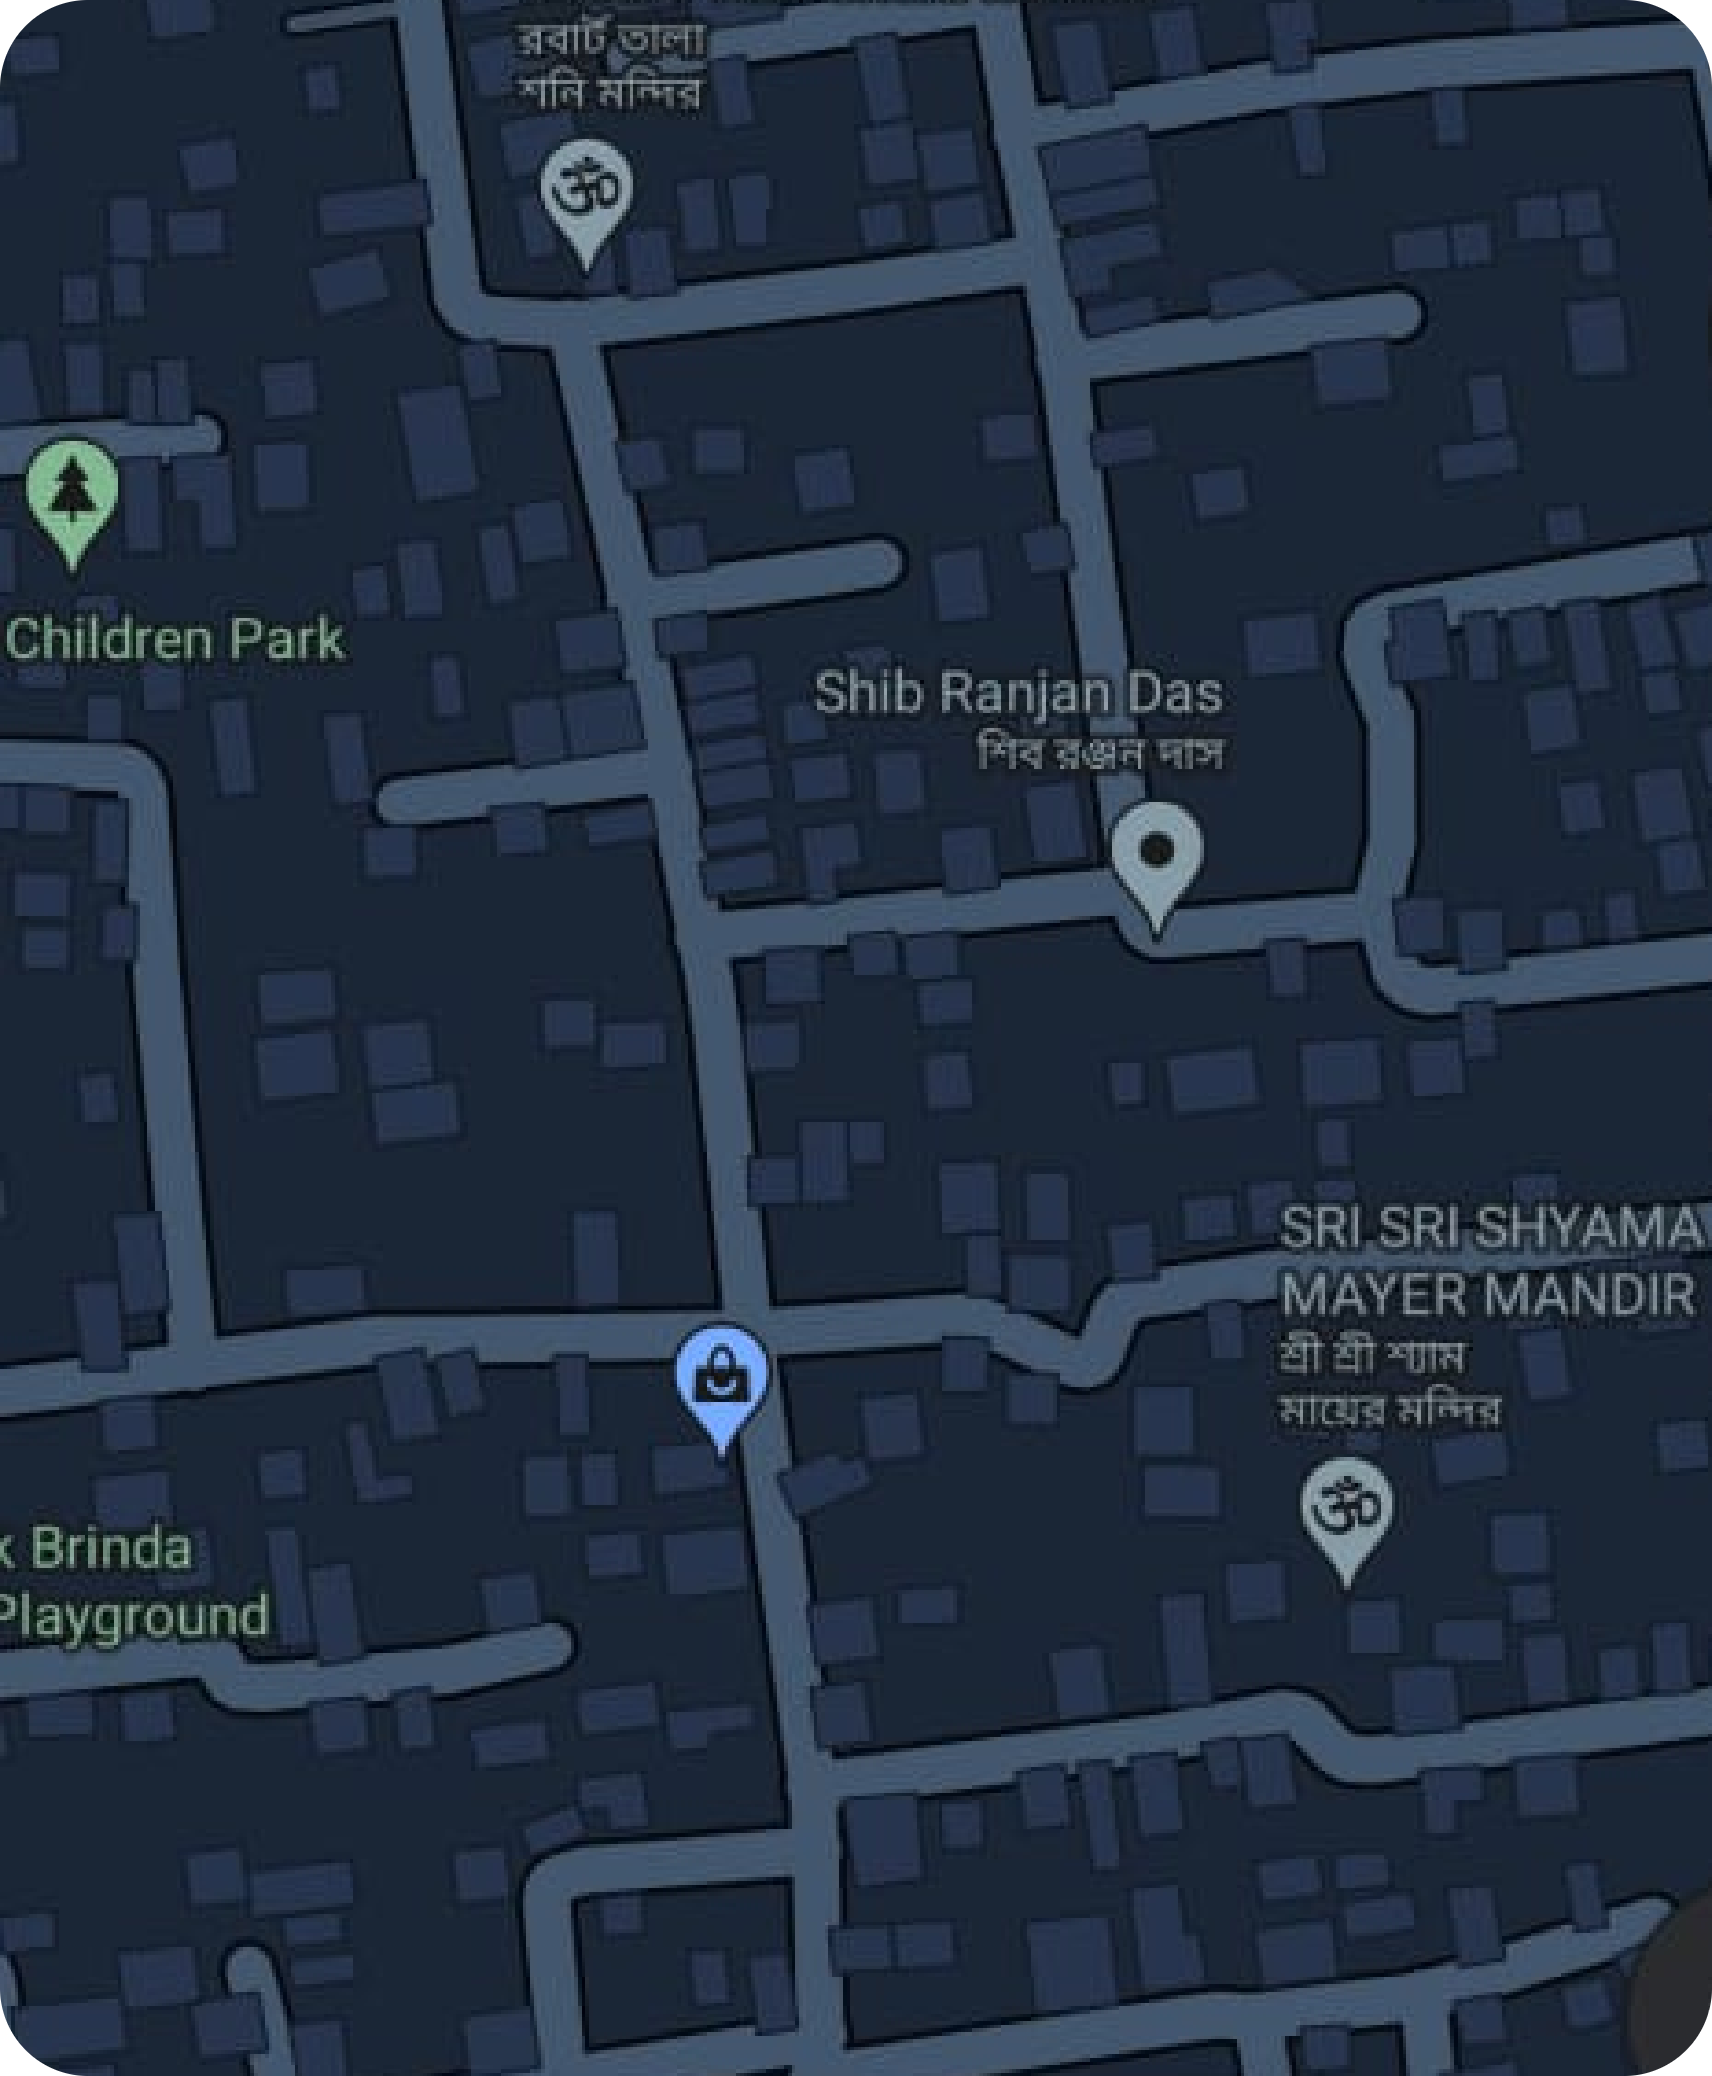 রবার্ট তালা
শনি মন্দির
Children Park
Shib Ranjan Das
শিব রঞ্জন দাস
SRI SRI SHYAMA
MAYER MANDIR
শ্রী শ্রী শ্যাম
মায়ের মন্দির
k Brinda
Playground